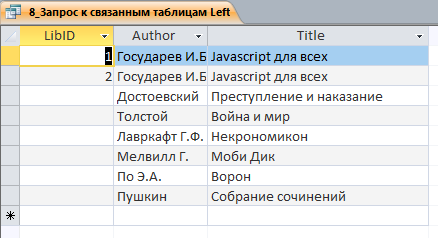 8_Запрос к связанным таблицам Left
LibID Author Title
1 Государев И.Б Javascript для всех
2 Государев И.Б Javascript для всех
Достоевский Преступление и наказание
Толстой Война и мир
Лавркафт Г.Ф. Некрономикон
Мелвилл Г. Моби Дик
По Э.А. Ворон
Пушкин Собрание сочинений